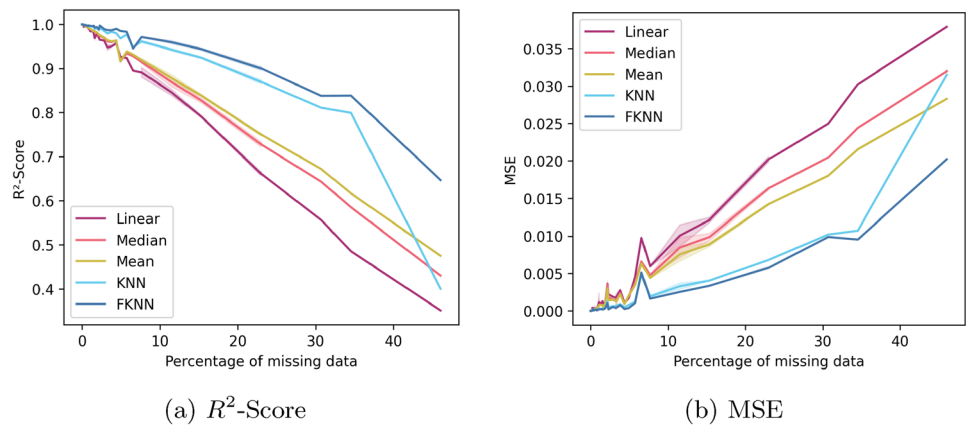 1.0
0.9
0.8
0.7
0.6
0.5
0.4
R²-Score
Linear
Median
Mean
KNN
FKNN
0 10 20 30 40
Percentage of missing data
(a) R²-Score
0.035
0.030
0.025
0.020
0.015
0.010
0.005
0.000
MSE
Linear
Median
Mean
KNN
FKNN
0 10 20 30 40
Percentage of missing data
(b) MSE